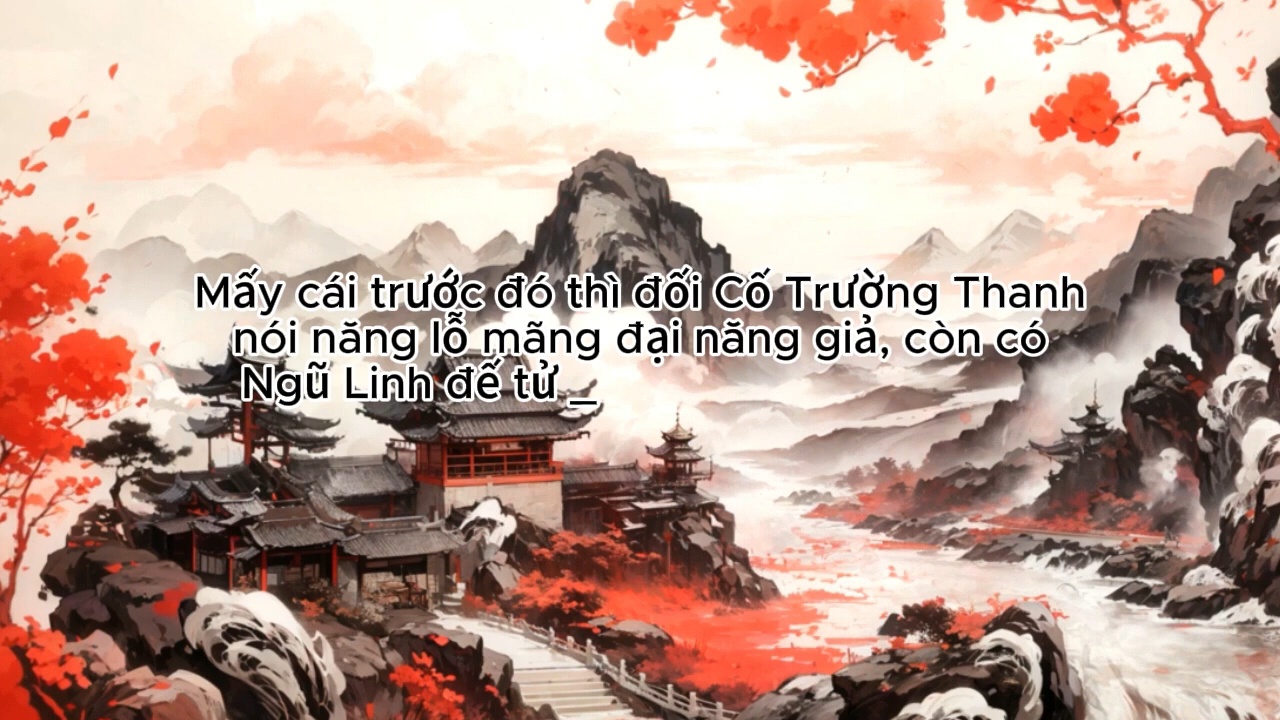 Mấy cái trước đó thì đối Cố Trường Thanh
nói năng lỗ mãng đại năng giả, còn có
Ngũ Linh đế tử _